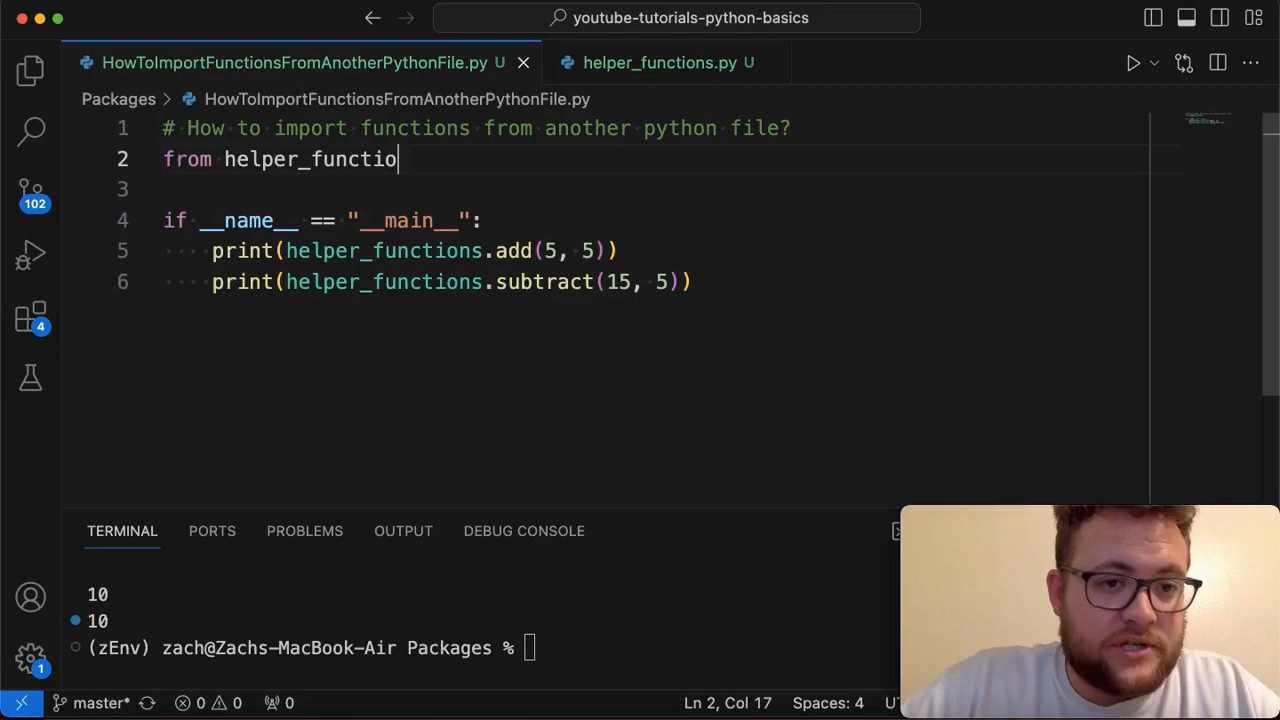 youtube-tutorials-python-basics
HowToImportFunctionsFromAnotherPythonFile.py U
helper_functions.py U
Packages > HowToImportFunctionsFromAnotherPythonFile.py
1 # How to import functions from another python file?
2 from helper_functio
3
4 if __name__ == "__main__":
5 print(helper_functions.add(5, 5))
6 print(helper_functions.subtract(15, 5))
102
4
1
TERMINAL PORTS PROBLEMS OUTPUT DEBUG CONSOLE
10
10
(zEnv) zach@Zachs-MacBook-Air Packages %
master* 0 0 0 Ln 2, Col 17 Spaces: 4